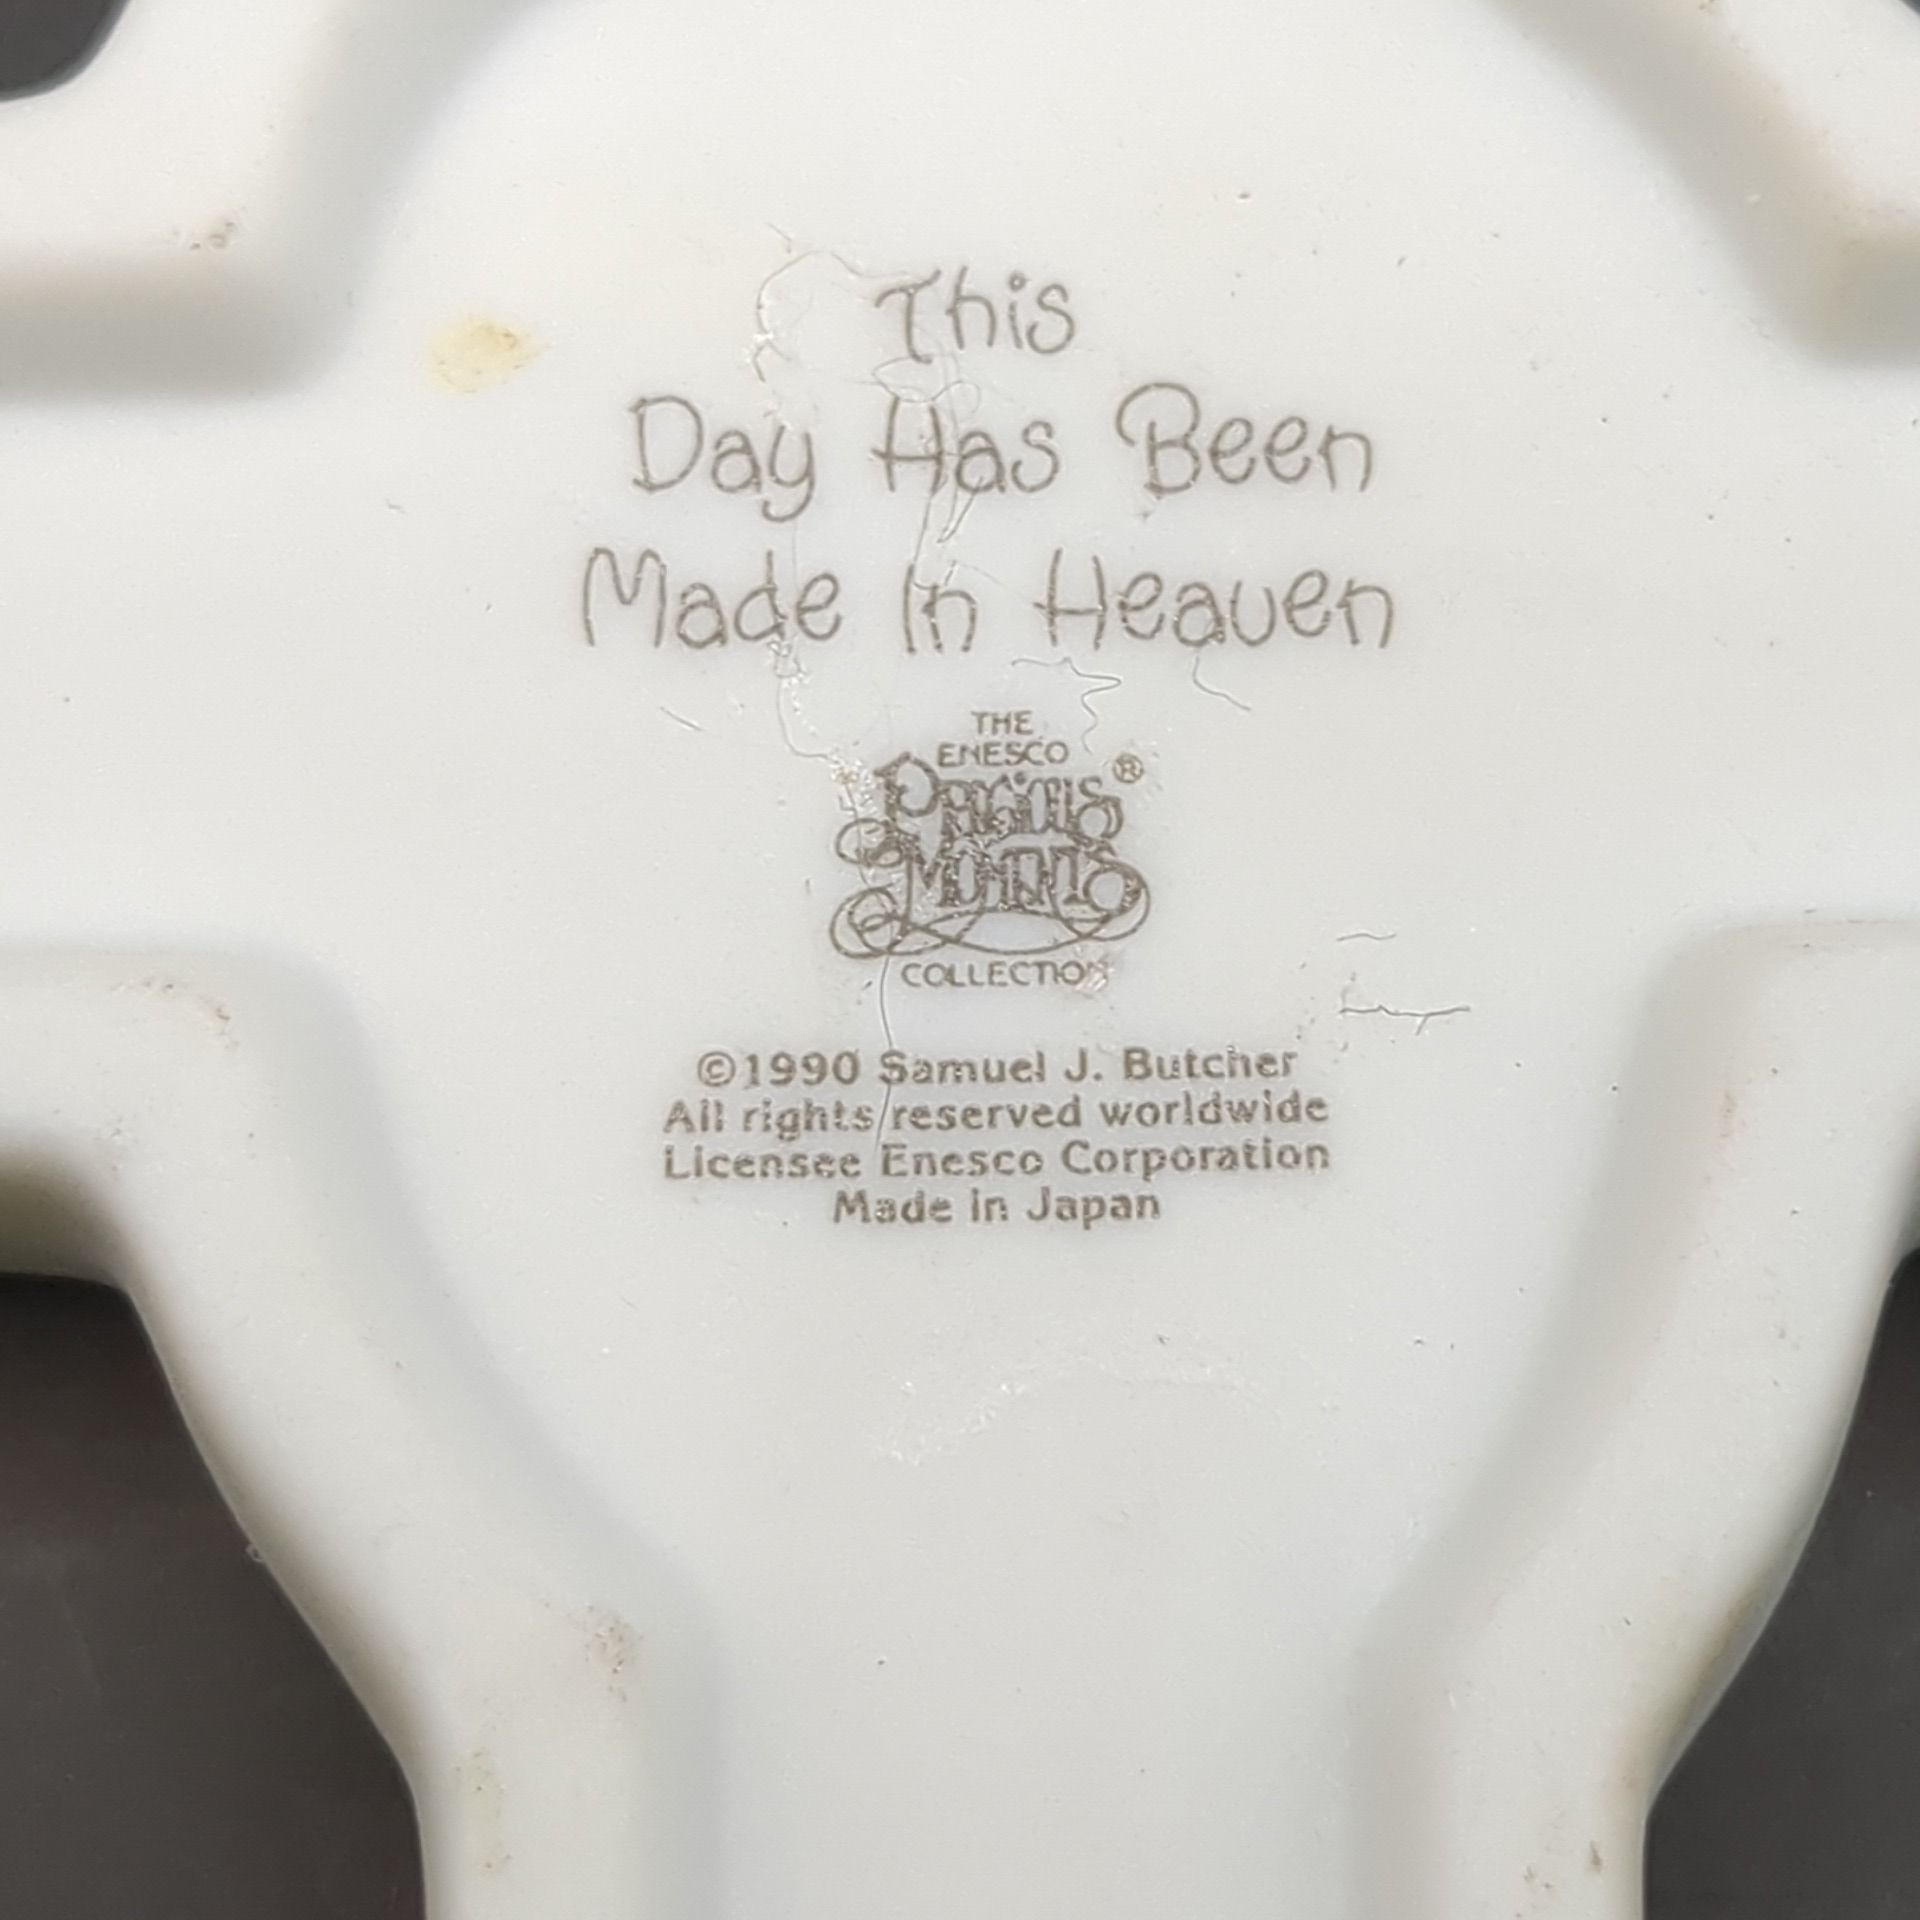 This
Day Has Been
Made In Heaven
THE
ENESCO
Precious ®
Moments
COLLECTION
©1990 Samuel J. Butcher
All rights reserved worldwide
Licensee Enesco Corporation
Made in Japan